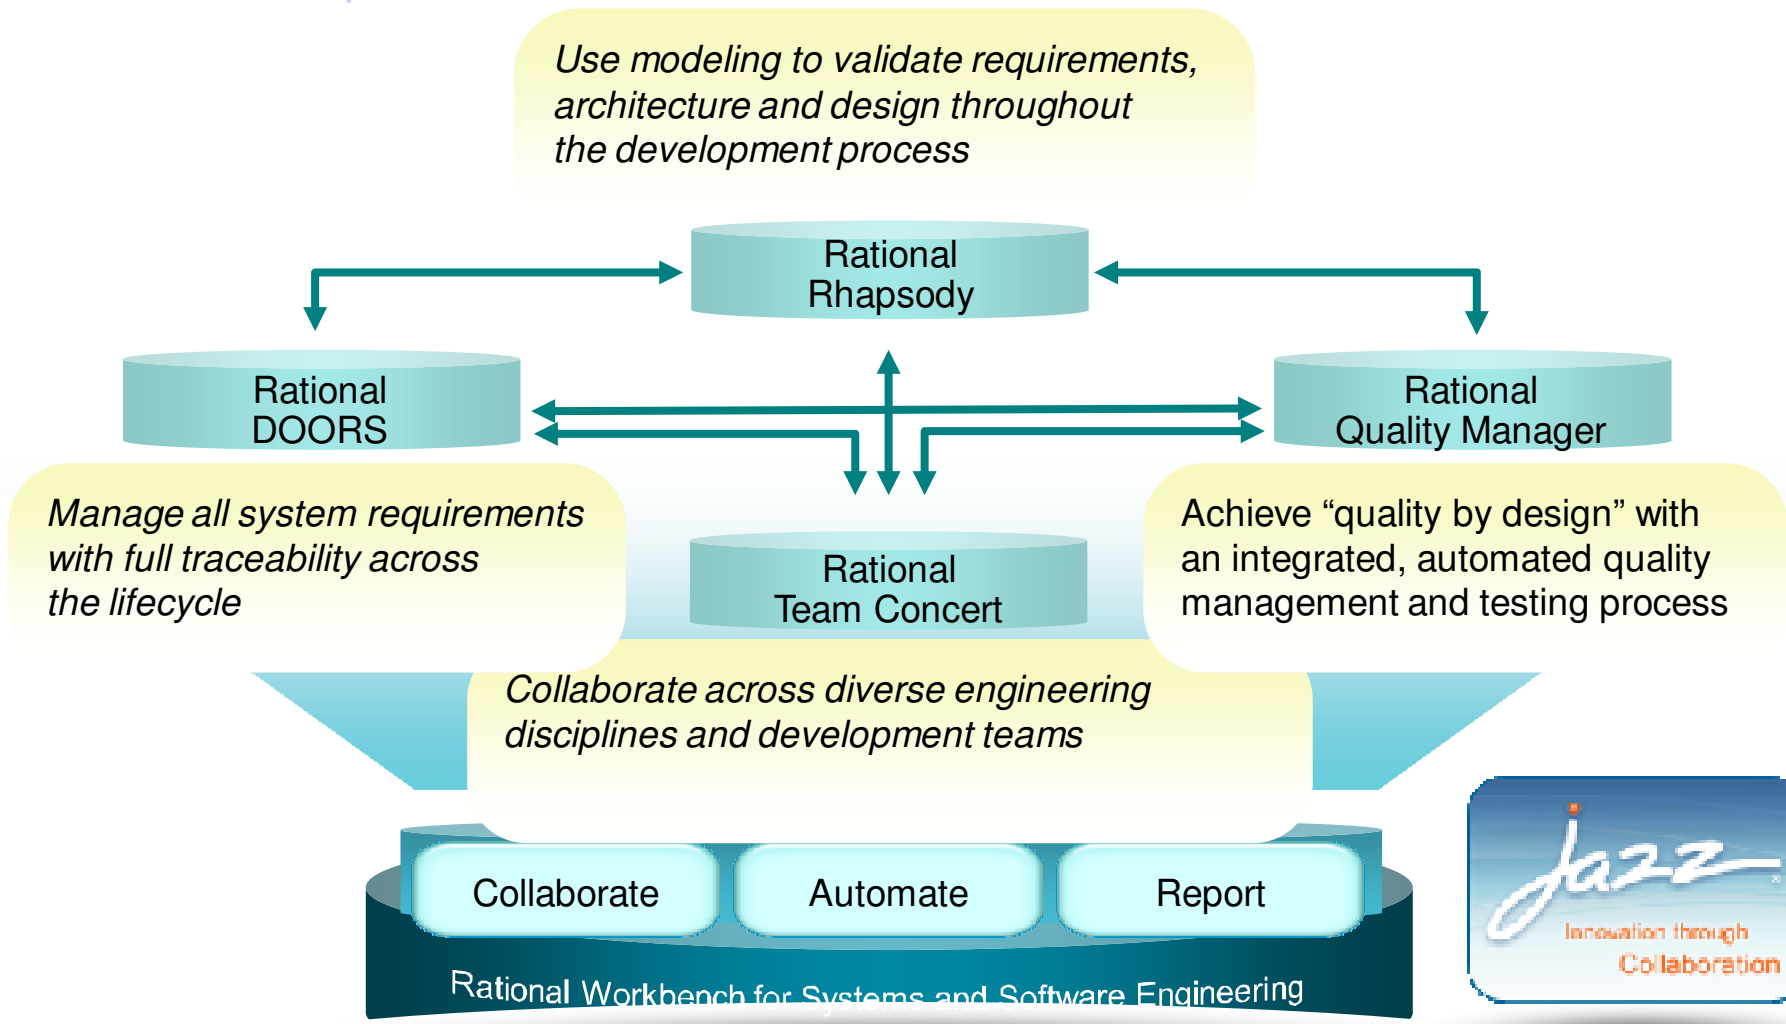 Use modeling to validate requirements,
architecture and design throughout
the development process
Rational
Rhapsody
Rational
DOORS
Rational
Quality Manager
Manage all system requirements
with full traceability across
the lifecycle
Rational
Team Concert
Achieve “quality by design” with
an integrated, automated quality
management and testing process
Collaborate across diverse engineering
disciplines and development teams
Collaborate
Automate
Report
Rational Workbench for Systems and Software Engineering
jazz
Innovation through
Collaboration